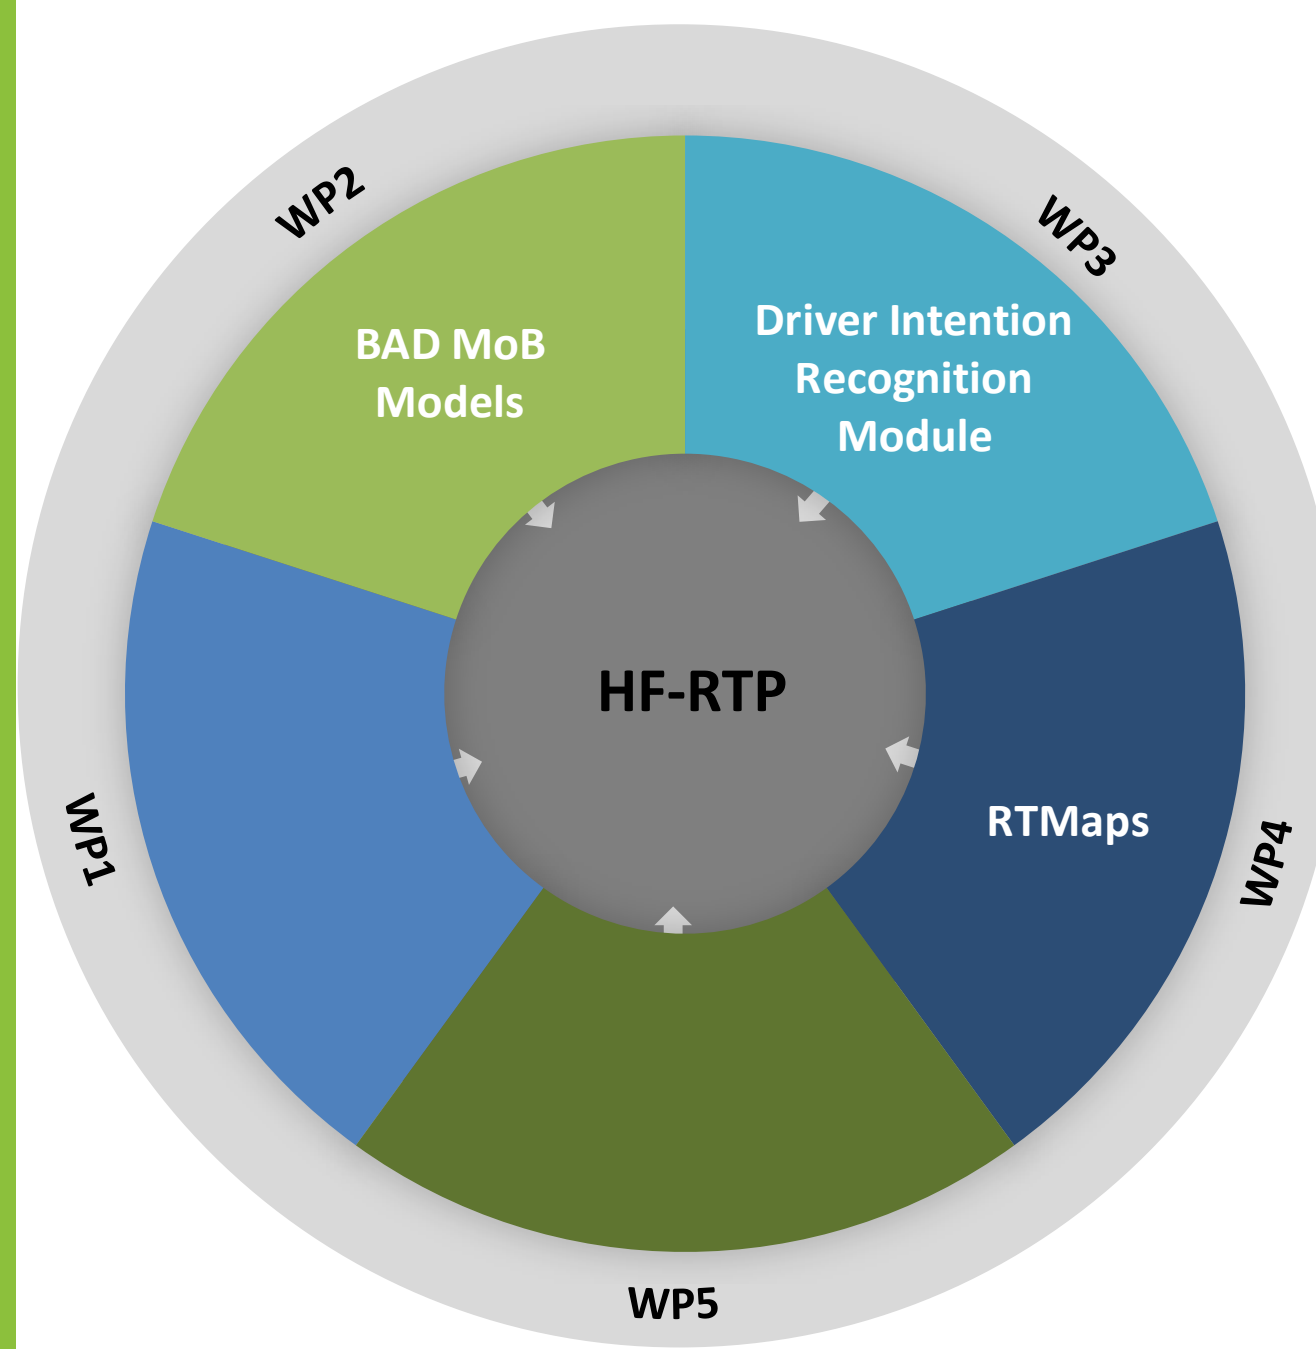 WP2
WP3
BAD MoB
Models
Driver Intention
Recognition
Module
HF-RTP
WP1
RTMaps
WP4
WP5